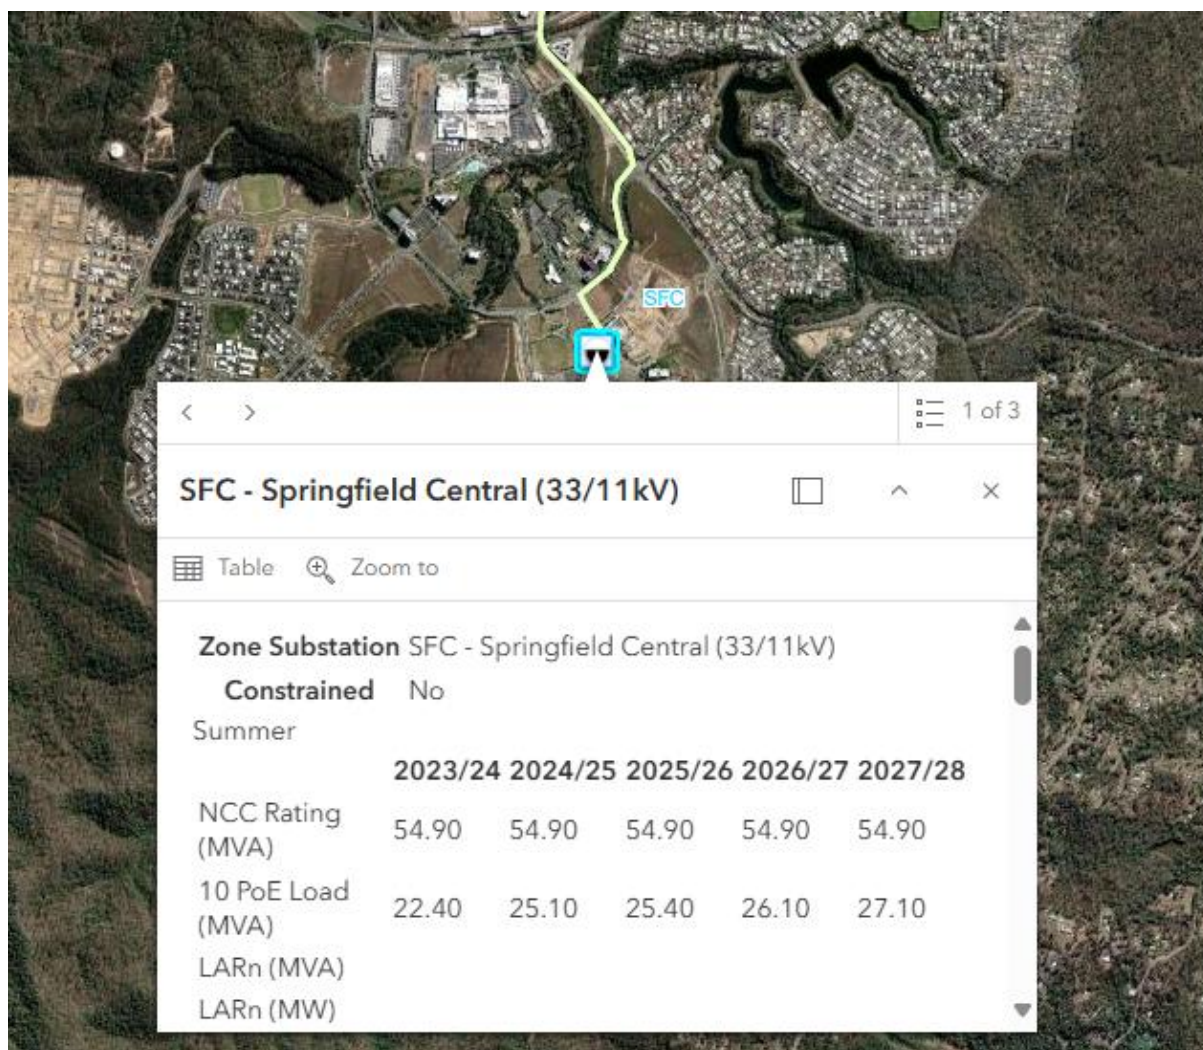 SFC
1 of 3
SFC - Springfield Central (33/11kV)
Table Zoom to
Zone Substation SFC - Springfield Central (33/11kV)
Constrained No
Summer
2023/24 2024/25 2025/26 2026/27 2027/28
NCC Rating
(MVA) 54.90 54.90 54.90 54.90 54.90
10 PoE Load
(MVA) 22.40 25.10 25.40 26.10 27.10
LARn (MVA)
LARn (MW)